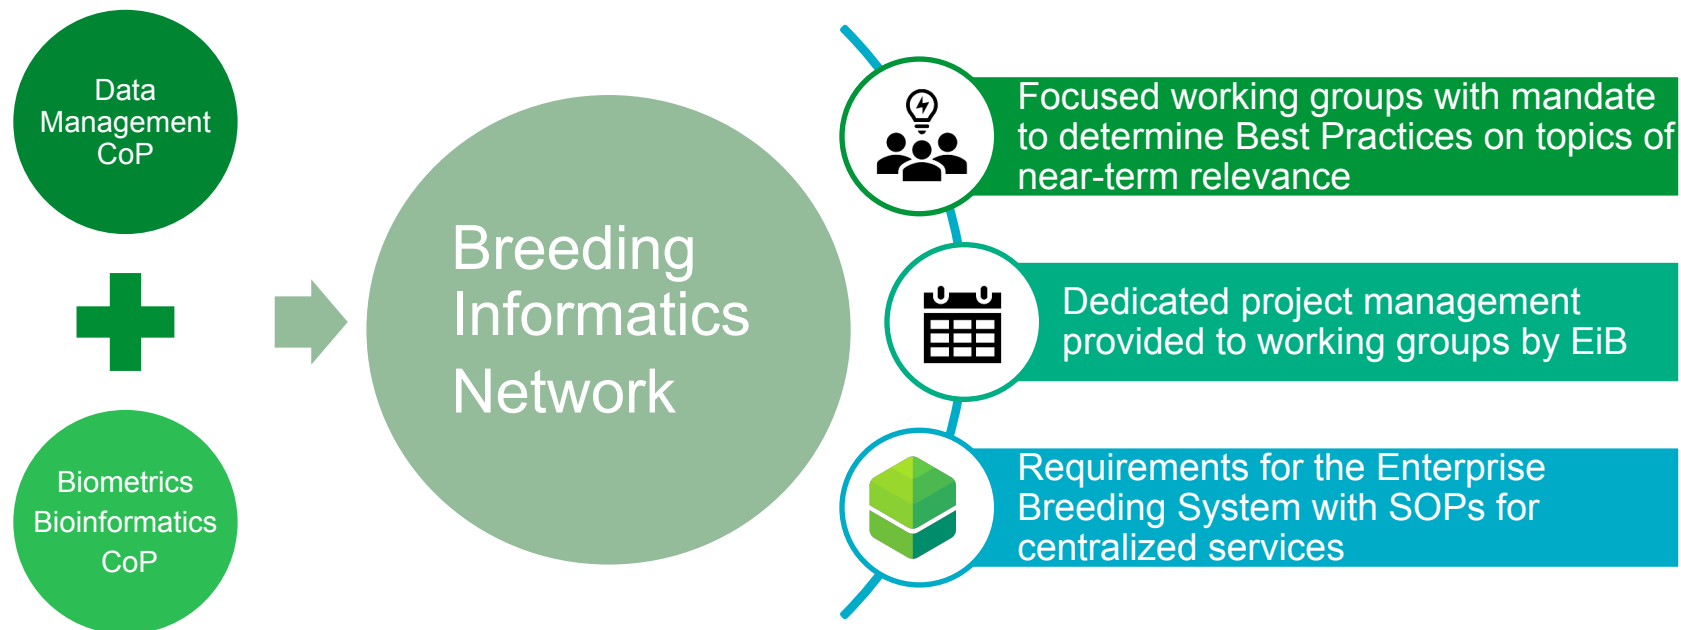 Data
Management
CoP
Biometrics
Bioinformatics
CoP
Breeding
Informatics
Network
Focused working groups with mandate
to determine Best Practices on topics of
near-term relevance
Dedicated project management
provided to working groups by EiB
Requirements for the Enterprise
Breeding System with SOPs for
centralized services